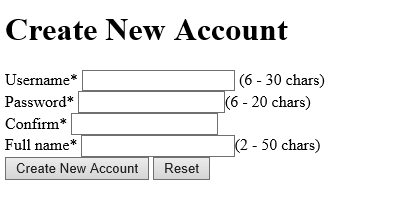 Create New Account
Username* (6 - 30 chars)
Password* (6 - 20 chars)
Confirm*
Full name* (2 - 50 chars)
Create New Account Reset